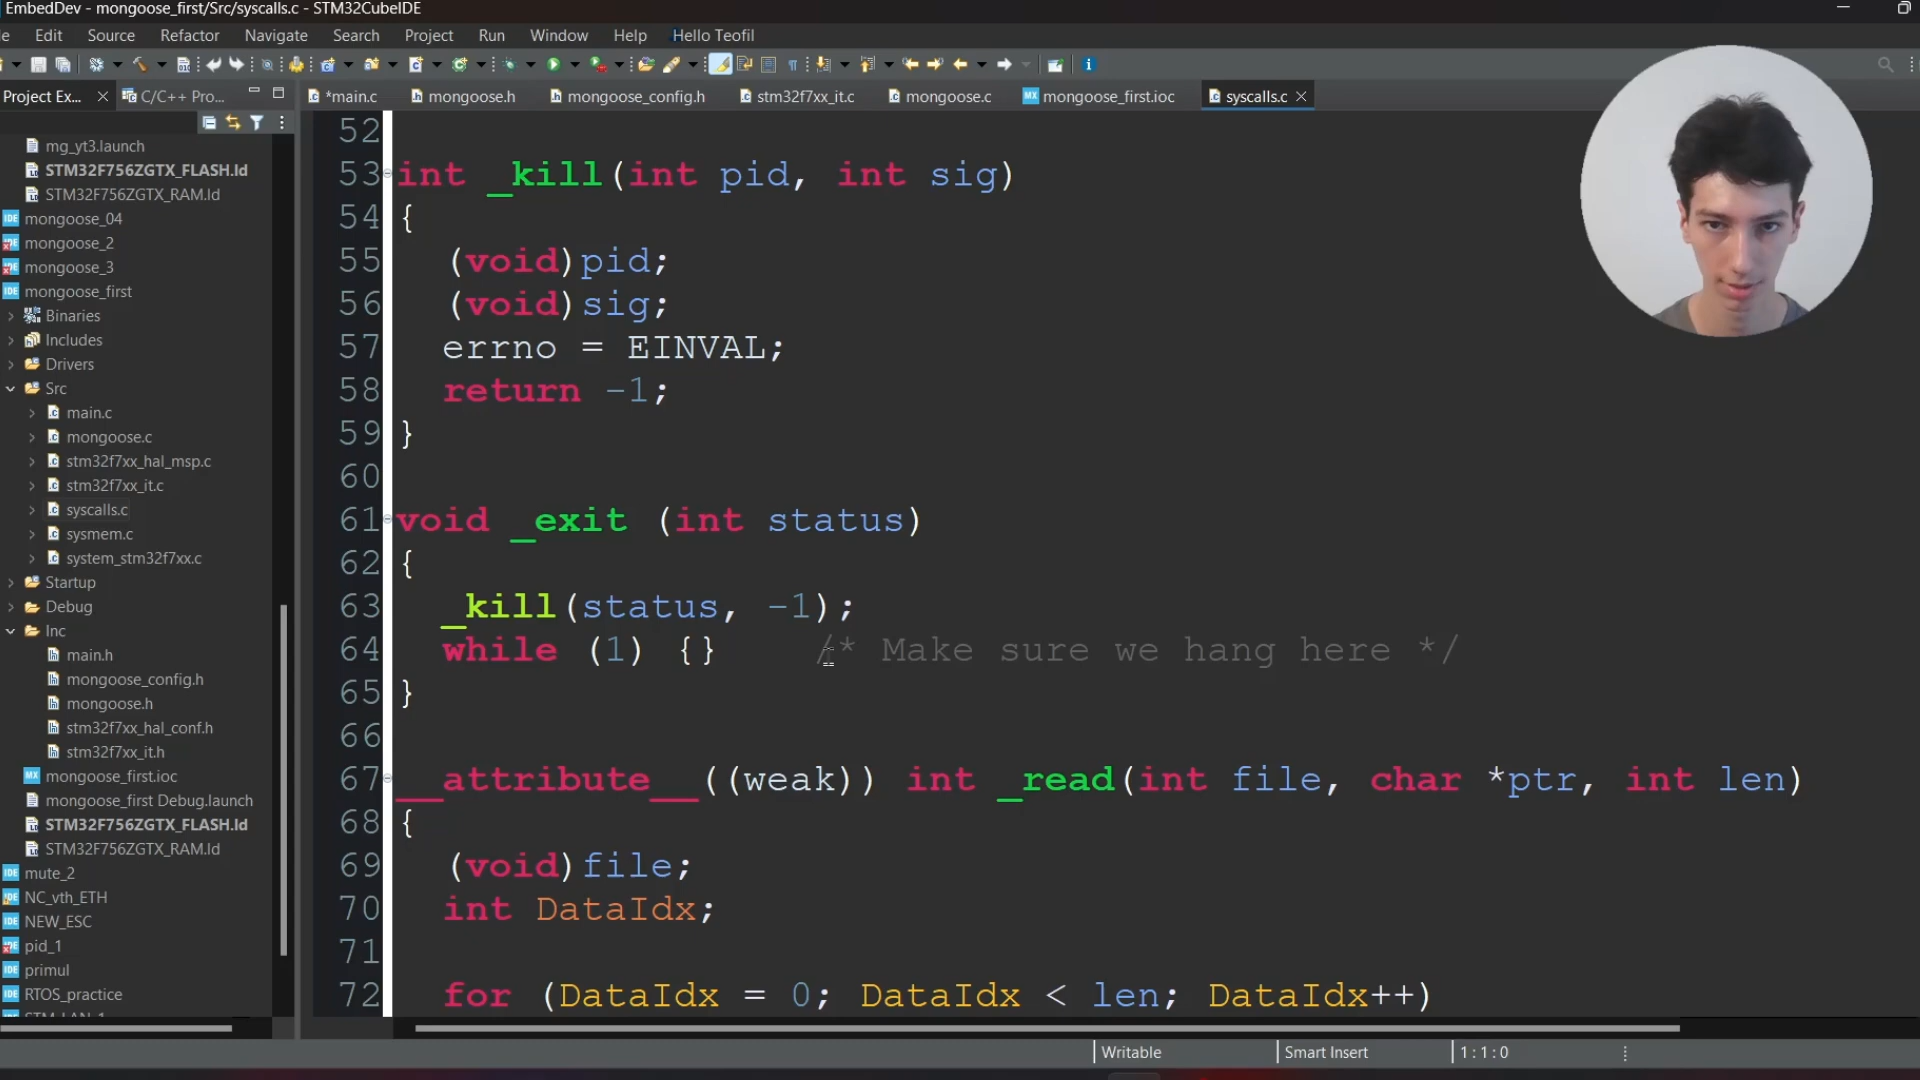 EmbedDev - mongoose_first/Src/syscalls.c - STM32CubeIDE
Edit Source Refactor Navigate Search Project Run Window Help Hello Teofil
Project Ex... C/C++ Pro...
*main.c mongoose.h mongoose_config.h stm32f7xx_it.c mongoose.c mongoose_first.ioc syscalls.c
mg_yt3.launch
STM32F756ZGTX_FLASH.ld
STM32F756ZGTX_RAM.ld
mongoose_04
mongoose_2
mongoose_3
mongoose_first
Binaries
Includes
Drivers
Src
main.c
mongoose.c
stm32f7xx_hal_msp.c
stm32f7xx_it.c
syscalls.c
sysmem.c
system_stm32f7xx.c
Startup
Debug
Inc
main.h
mongoose_config.h
mongoose.h
stm32f7xx_hal_conf.h
stm32f7xx_it.h
mongoose_first.ioc
mongoose_first Debug.launch
STM32F756ZGTX_FLASH.ld
STM32F756ZGTX_RAM.ld
mute_2
NC_vth_ETH
NEW_ESC
pid_1
primul
RTOS_practice
52
53 int _kill(int pid, int sig)
54 {
55 (void)pid;
56 (void)sig;
57 errno = EINVAL;
58 return -1;
59 }
60
61 void _exit (int status)
62 {
63 _kill(status, -1);
64 while (1) {} /* Make sure we hang here */
65 }
66
67 __attribute__((weak)) int _read(int file, char *ptr, int len)
68 {
69 (void)file;
70 int DataIdx;
71
72 for (DataIdx = 0; DataIdx < len; DataIdx++)
Writable Smart Insert 1:1:0